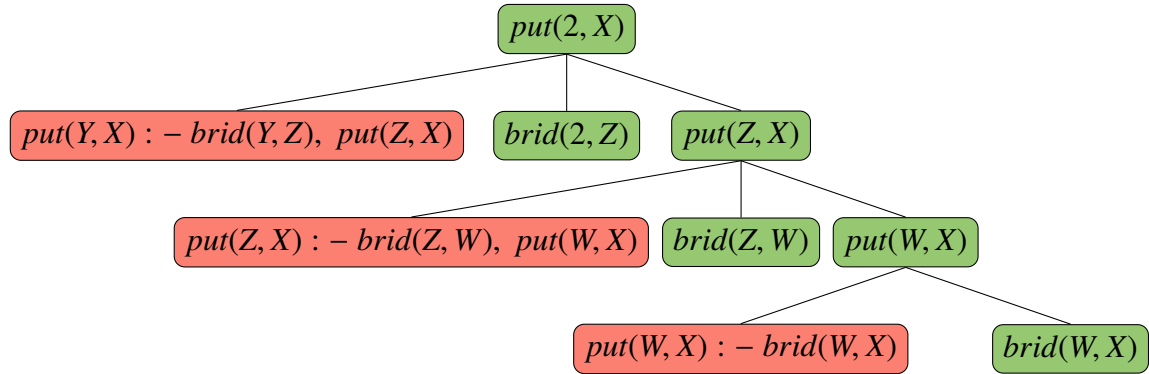 put(2, X)
put(Y, X) : − brid(Y, Z), put(Z, X)
brid(2, Z)
put(Z, X)
put(Z, X) : − brid(Z, W), put(W, X)
brid(Z, W)
put(W, X)
put(W, X) : − brid(W, X)
brid(W, X)